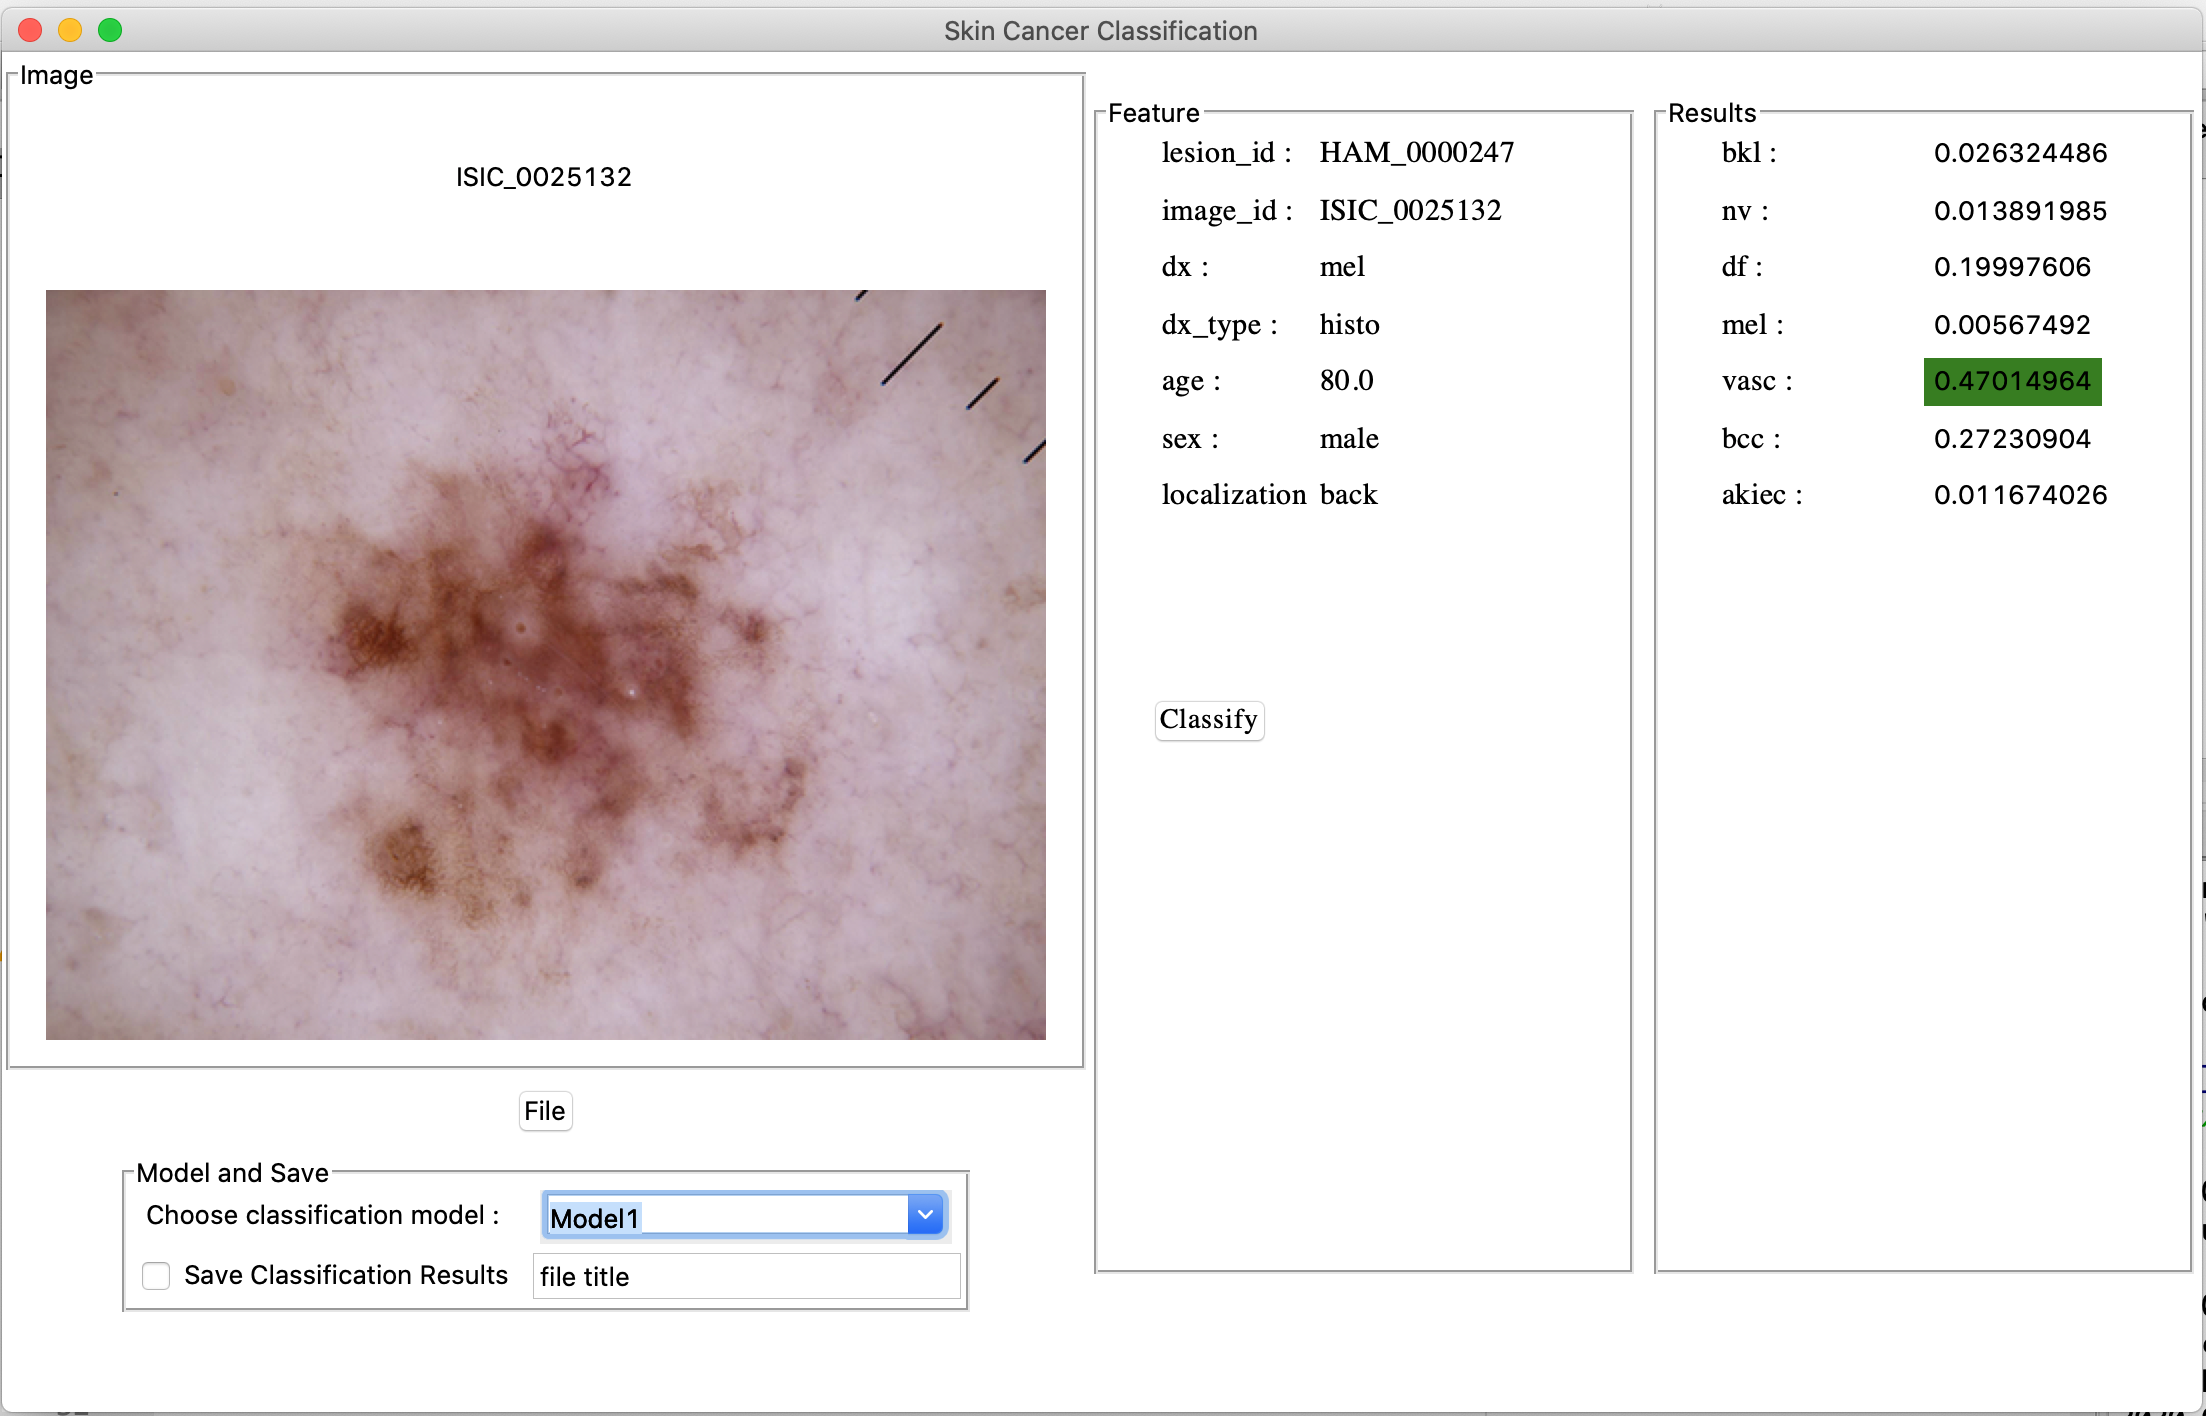 Skin Cancer Classification
Image
ISIC_0025132
File
Model and Save
Choose classification model :
Model1
Save Classification Results
file title
Feature
lesion_id : HAM_0000247
image_id : ISIC_0025132
dx : mel
dx_type : histo
age : 80.0
sex : male
localization back
Classify
Results
bkl : 0.026324486
nv : 0.013891985
df : 0.19997606
mel : 0.00567492
vasc : 0.47014964
bcc : 0.27230904
akiec : 0.011674026